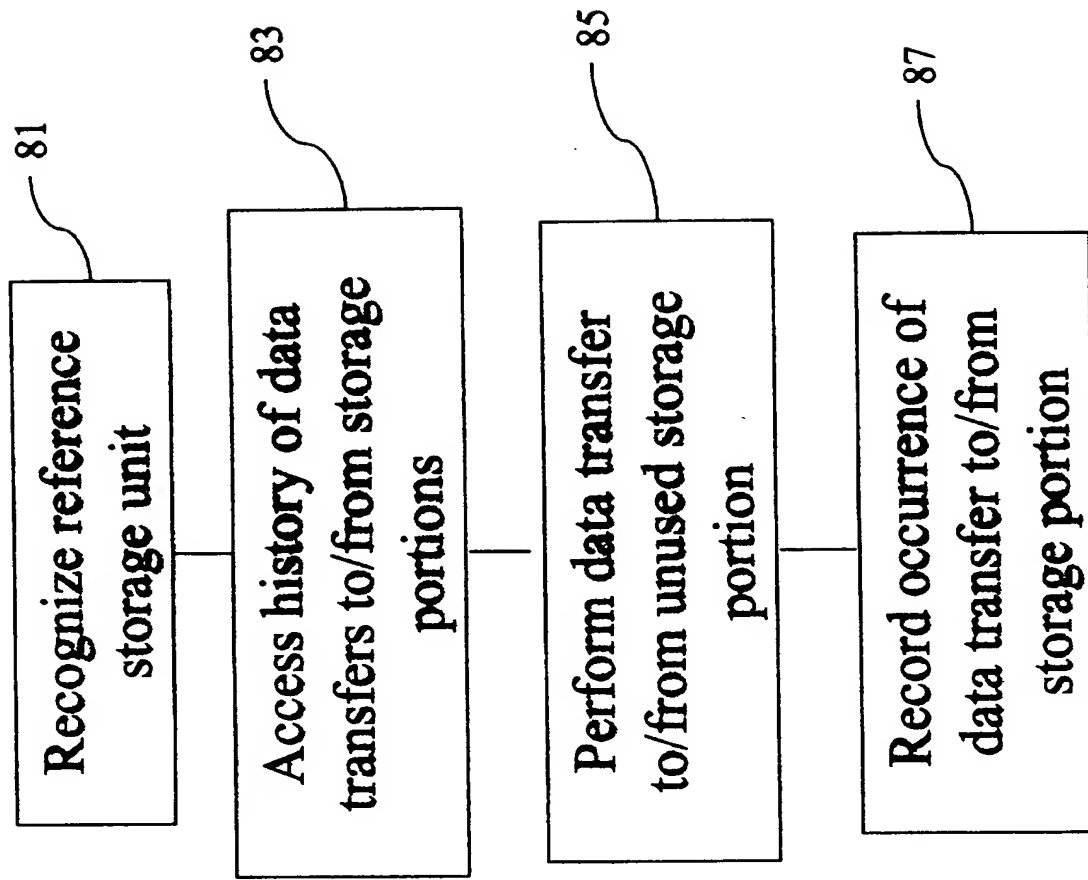 Recognize reference
storage unit
81
Access history of data
transfers to/from storage
portions
83
Perform data transfer
to/from unused storage
portion
85
Record occurrence of
data transfer to/from
storage portion
87